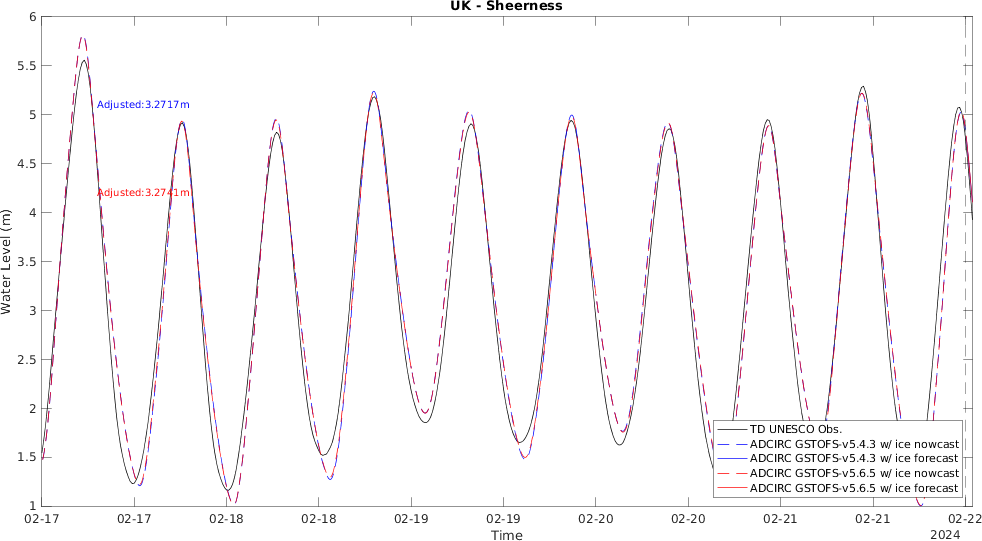 UK - Sheerness
6
5.5
5
4.5
4
3.5
3
2.5
2
1.5
1
Water Level (m)
Adjusted:3.2717m
Adjusted:3.2741m
TD UNESCO Obs.
ADCIRC GSTOFS-v5.4.3 w/ ice nowcast
ADCIRC GSTOFS-v5.4.3 w/ ice forecast
ADCIRC GSTOFS-v5.6.5 w/ ice nowcast
ADCIRC GSTOFS-v5.6.5 w/ ice forecast
02-17 02-17 02-18 02-18 02-19 02-19 02-20 02-20 02-21 02-21 02-22
Time
2024